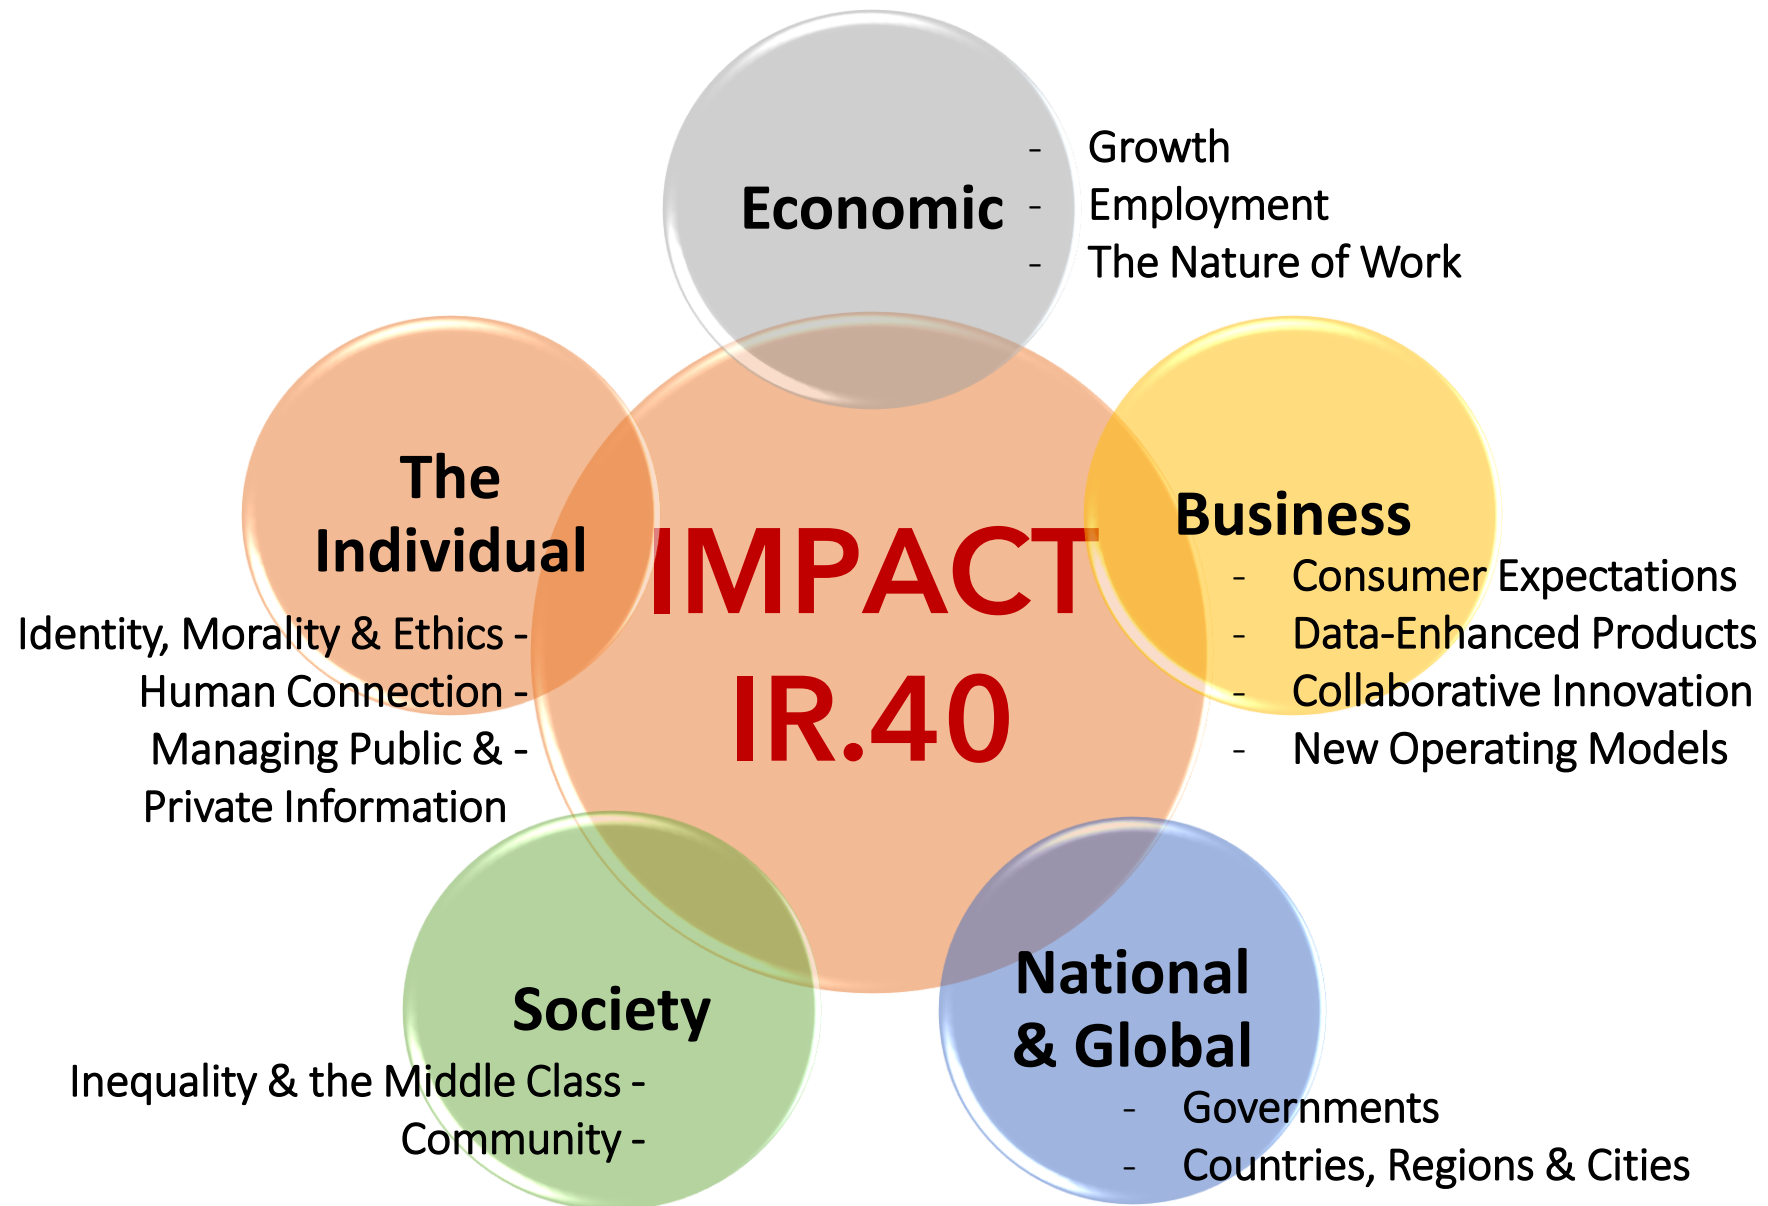 Economic
- Growth
- Employment
- The Nature of Work
The
Individual
Identity, Morality & Ethics -
Human Connection -
Managing Public & -
Private Information
IMPACT
IR.40
Business
- Consumer Expectations
- Data-Enhanced Products
- Collaborative Innovation
- New Operating Models
Society
Inequality & the Middle Class -
Community -
National
& Global
- Governments
- Countries, Regions & Cities